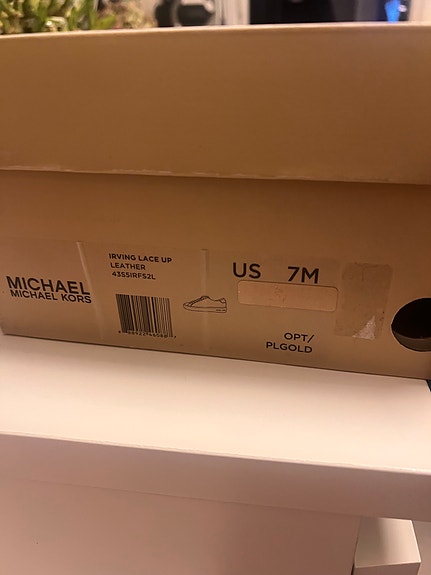 MICHAEL
MICHAEL KORS
IRVING LACE UP
LEATHER
43S5IRFS2L
US 7M
OPT/
PLGOLD